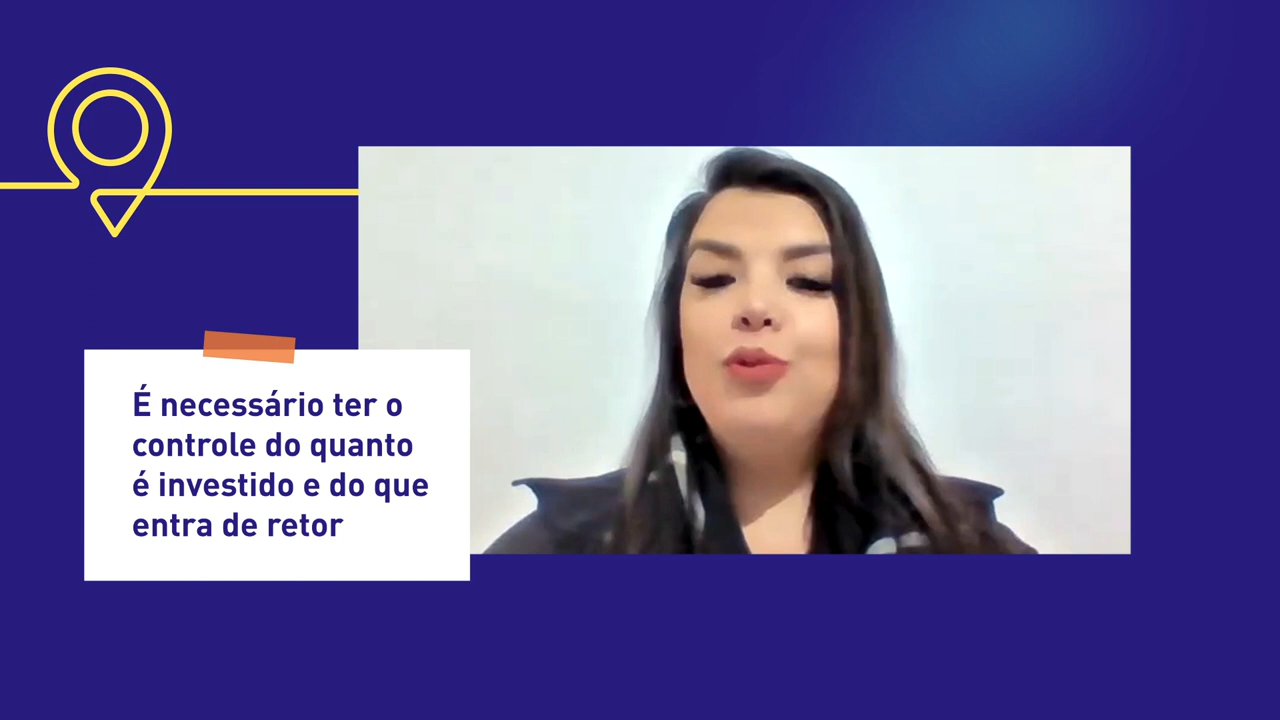 É necessário ter o
controle do quanto
é investido e do que
entra de retor